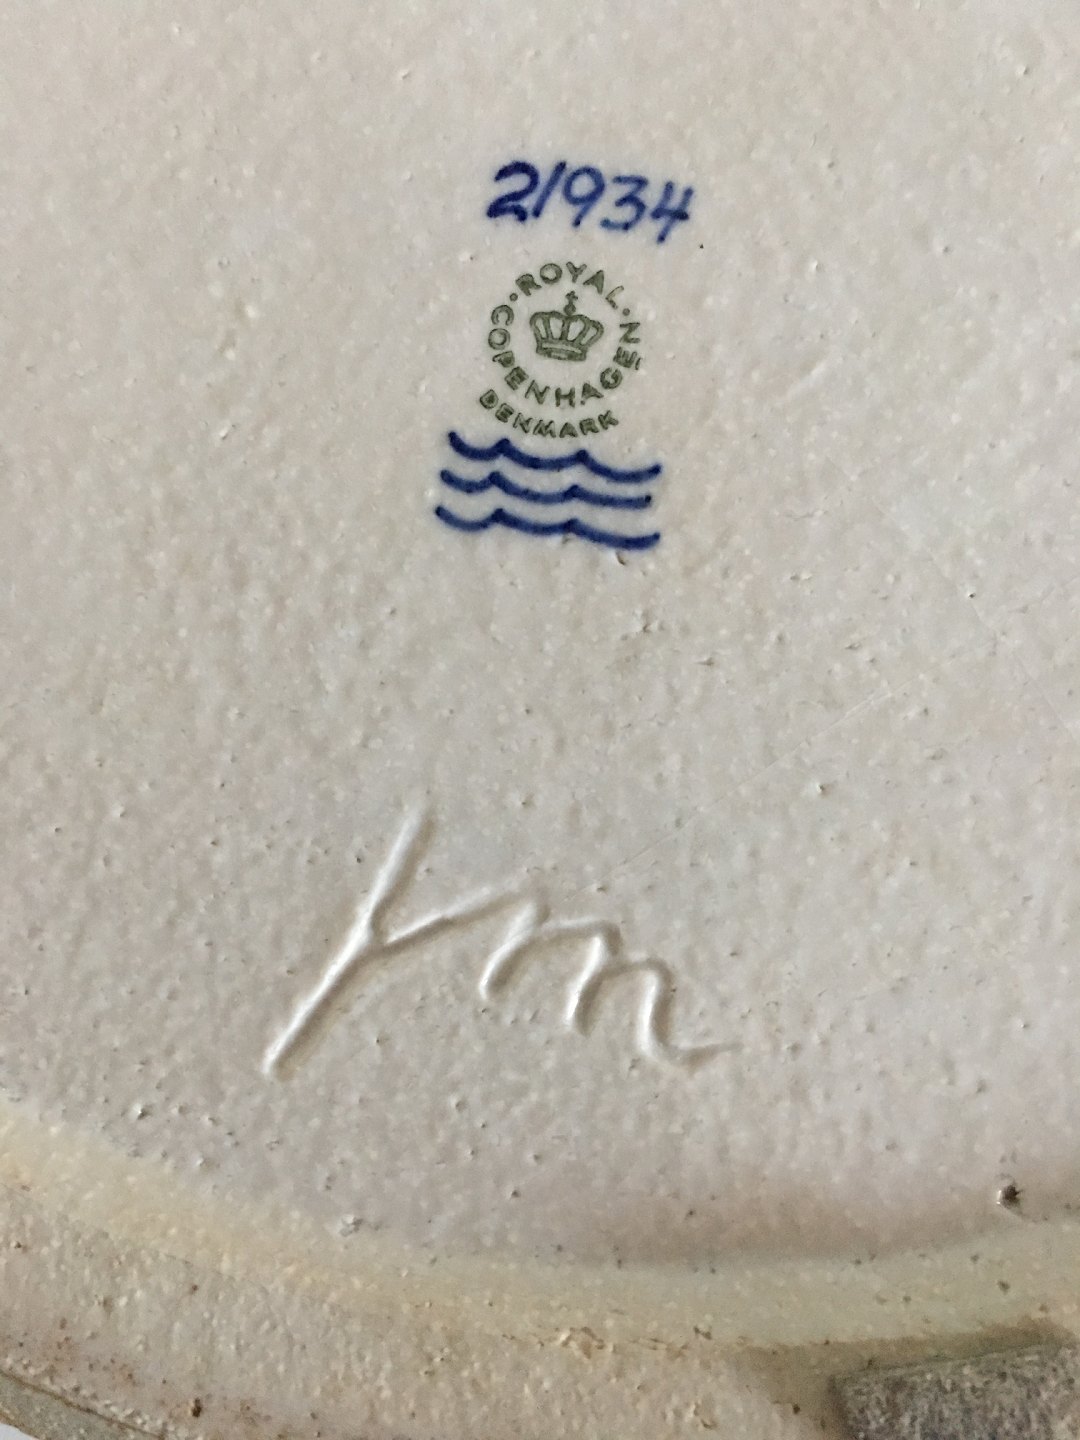 21934
ROYAL COPENHAGEN
DENMARK